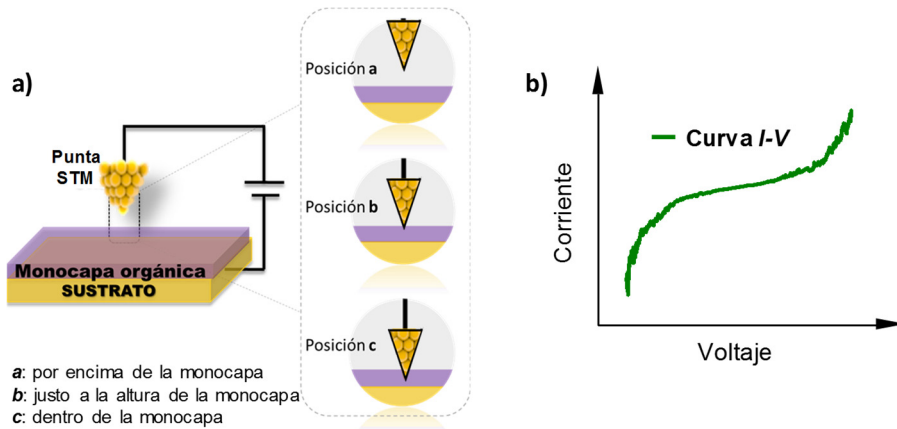 a)
Punta
STM
Monocapa orgánica
SUSTRATO
Posición a
Posición b
Posición c
a: por encima de la monocapa
b: justo a la altura de la monocapa
c: dentro de la monocapa
b)
Curva I-V
Corriente
Voltaje